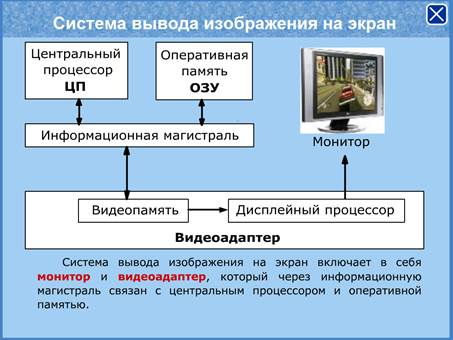 Система вывода изображения на экран
Центральный
процессор
ЦП
Оперативная
память
ОЗУ
Информационная магистраль
Монитор
Видеопамять
Дисплейный процессор
Видеоадаптер
Система вывода изображения на экран включает в себя
монитор и видеоадаптер, который через информационную
магистраль связан с центральным процессором и оперативной
памятью.